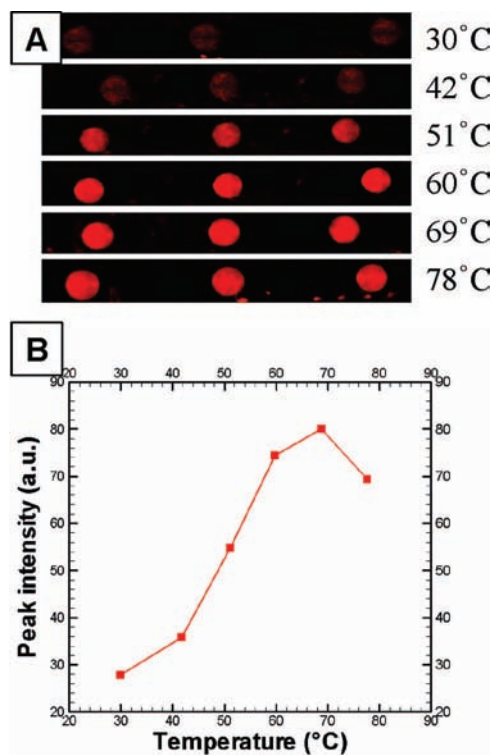 A
30°C
42°C
51°C
60°C
69°C
78°C
B
20 30 40 50 60 70 80 90
90 90
80 80
70 70
60 60
50 50
40 40
30 30
20 20
20 30 40 50 60 70 80 90
Peak intensity (a.u.)
Temperature (°C)